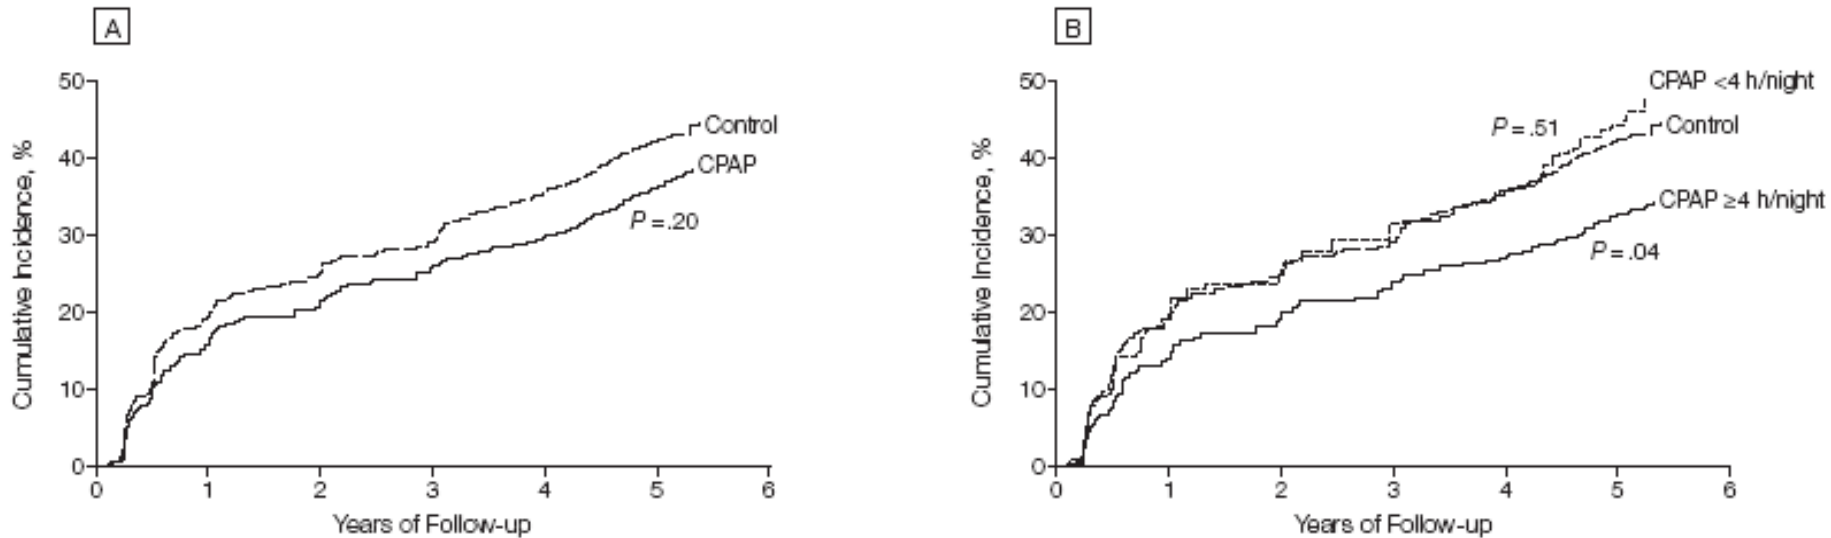 A
50
40
30
20
10
0
Cumulative Incidence, %
Control
CPAP
P = .20
0 1 2 3 4 5 6
Years of Follow-up
B
50
40
30
20
10
0
Cumulative Incidence, %
CPAP <4 h/night
P = .51
Control
CPAP ≥4 h/night
P = .04
0 1 2 3 4 5 6
Years of Follow-up